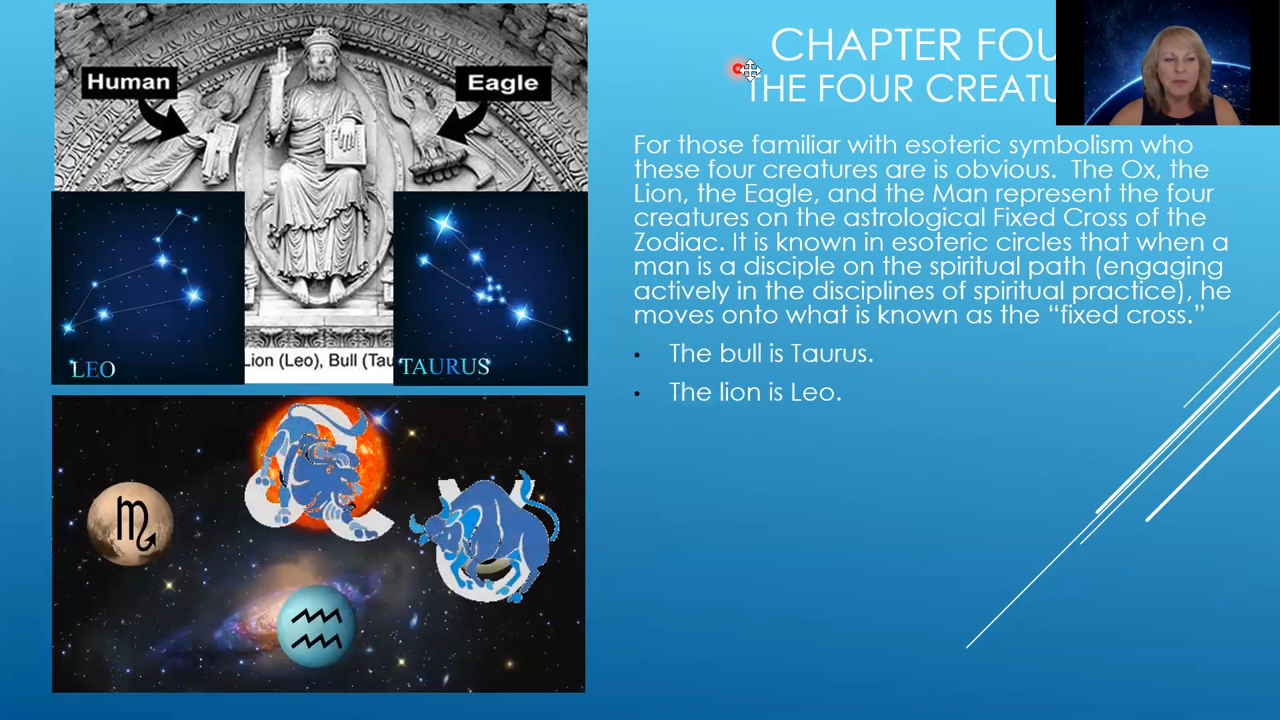 Human
Eagle
LEO
Lion (Leo), Bull (Tau
TAURUS
CHAPTER FOU
THE FOUR CREATU
For those familiar with esoteric symbolism who
these four creatures are is obvious. The Ox, the
Lion, the Eagle, and the Man represent the four
creatures on the astrological Fixed Cross of the
Zodiac. It is known in esoteric circles that when a
man is a disciple on the spiritual path (engaging
actively in the disciplines of spiritual practice), he
moves onto what is known as the “fixed cross.”
• The bull is Taurus.
• The lion is Leo.